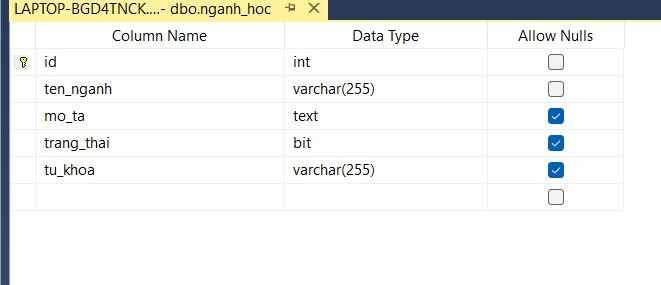 LAPTOP-BGD4TNCK....- dbo.nganh_hoc
Column Name Data Type Allow Nulls
id int
ten_nganh varchar(255)
mo_ta text
trang_thai bit
tu_khoa varchar(255)